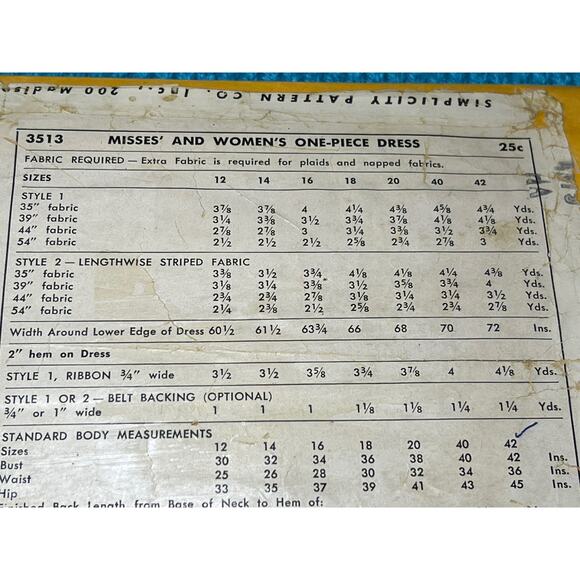 SIMPLICITY PATTERN CO. Inc., 200 Madiso
3513 MISSES' AND WOMEN'S ONE-PIECE DRESS 25c
FABRIC REQUIRED — Extra Fabric is required for plaids and napped fabrics.
SIZES 12 14 16 18 20 40 42
STYLE 1
35" fabric 3⅞ 3⅞ 4 4¼ 4⅜ 4⅝ 4¾ Yds.
39" fabric 3¼ 3⅜ 3½ 3¾ 3⅞ 4⅛ 4⅛ Yds.
44" fabric 2⅞ 2⅞ 3 3¼ 3⅜ 3½ 3¾ Yds.
54" fabric 2½ 2½ 2½ 2⅝ 2¾ 2⅞ 3 Yds.
STYLE 2 — LENGTHWISE STRIPED FABRIC
35" fabric 3⅜ 3½ 3¾ 4⅛ 4⅛ 4¼ 4⅜ Yds.
39" fabric 3⅛ 3¼ 3⅜ 3½ 3⅝ 3¾ 4 Yds.
44" fabric 2¾ 2¾ 2⅞ 3⅛ 3¼ 3¼ 3½ Yds.
54" fabric 2¼ 2⅜ 2½ 2⅝ 2¾ 2¾ 2⅞ Yds.
Width Around Lower Edge of Dress 60½ 61½ 63¾ 66 68 70 72 Ins.
2" hem on Dress
STYLE 1, RIBBON ¾" wide 3½ 3½ 3⅝ 3¾ 3⅞ 4 4⅛ Yds.
STYLE 1 OR 2 — BELT BACKING (OPTIONAL)
¾" or 1" wide 1 1 1 1⅛ 1¼ 1¼ 1¼ Yds.
STANDARD BODY MEASUREMENTS
Sizes 12 14 16 18 20 40 42
Bust 30 32 34 36 38 40 42 Ins.
Waist 25 26 28 30 32 34 36 Ins.
Hip 33 35 37 39 41 43 45 Ins.
Finished Back Length from Base of Neck to Hem of: